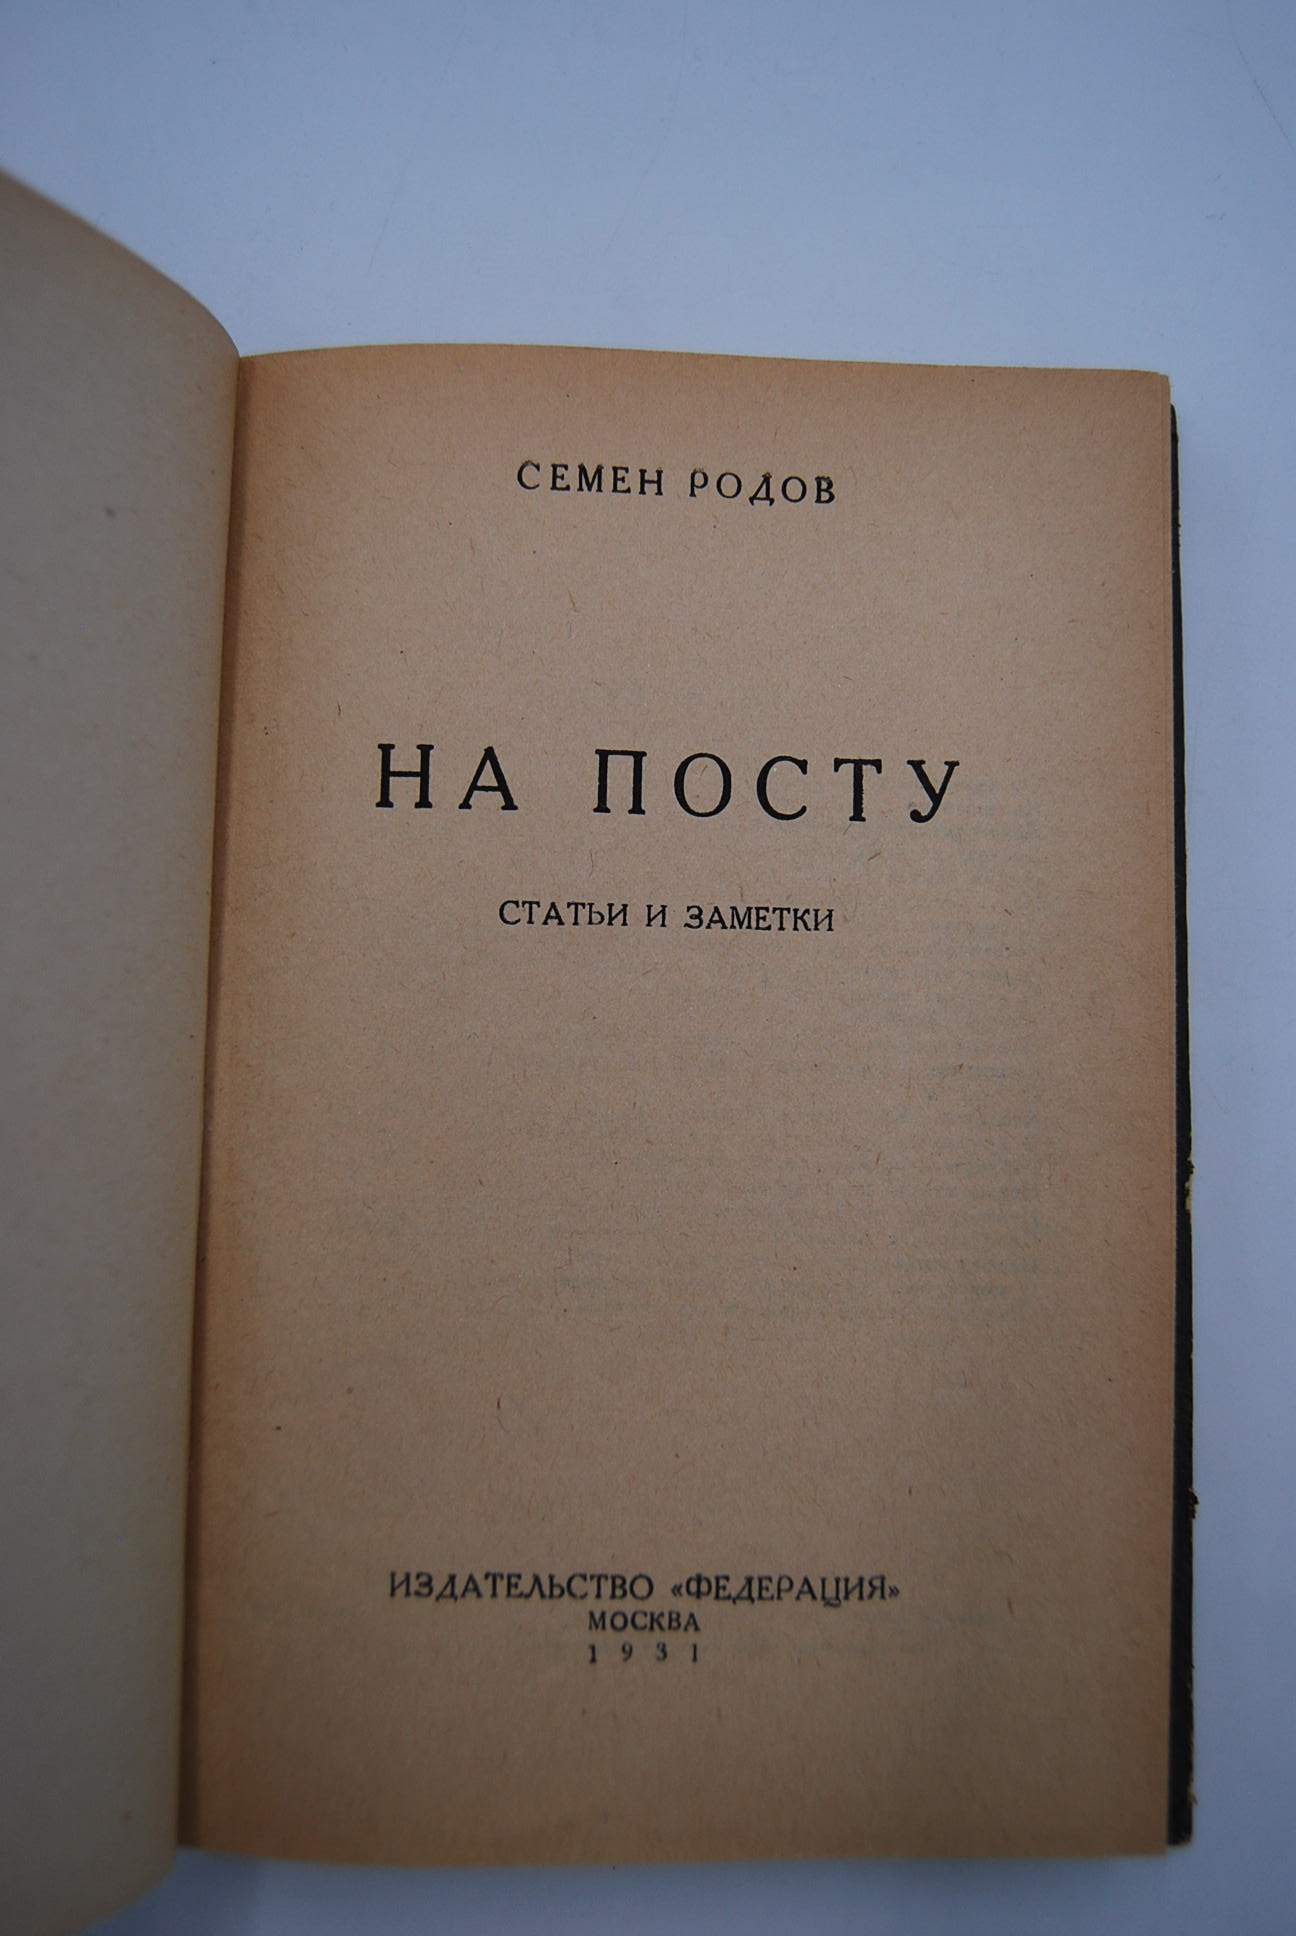 СЕМЕН РОДОВ
НА ПОСТУ
СТАТЬИ И ЗАМЕТКИ
ИЗДАТЕЛЬСТВО «ФЕДЕРАЦИЯ»
МОСКВА
1931